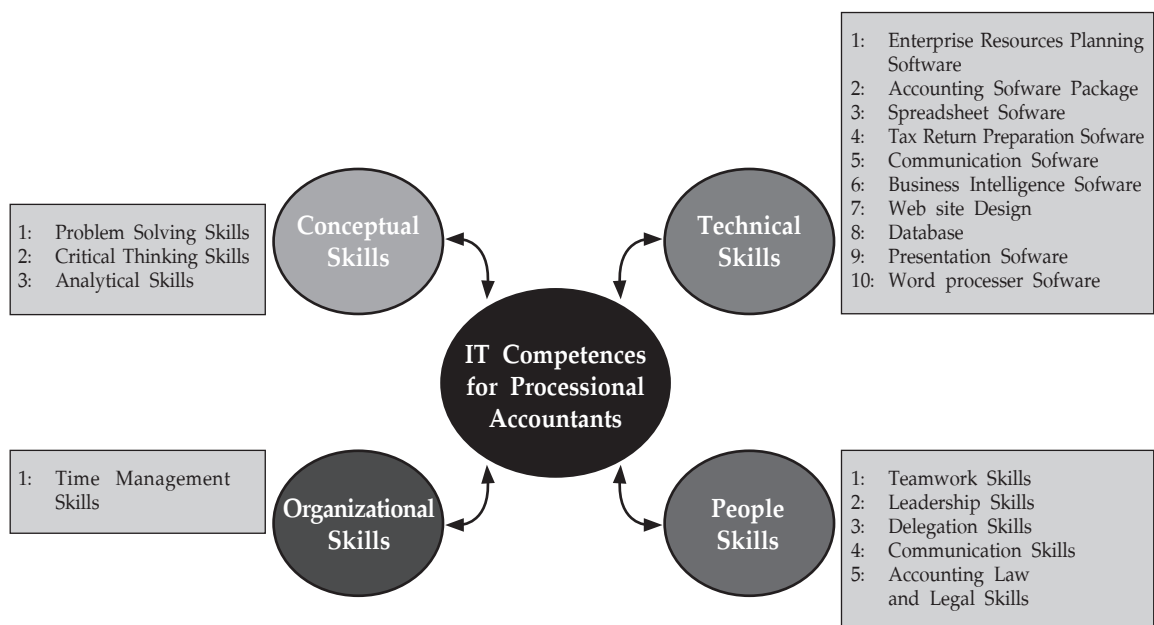 Conceptual
Skills
1: Problem Solving Skills
2: Critical Thinking Skills
3: Analytical Skills
Technical
Skills
1: Enterprise Resources Planning
Software
2: Accounting Sofware Package
3: Spreadsheet Sofware
4: Tax Return Preparation Sofware
5: Communication Sofware
6: Business Intelligence Sofware
7: Web site Design
8: Database
9: Presentation Sofware
10: Word processer Sofware
IT Competences
for Processional
Accountants
Organizational
Skills
1: Time Management
Skills
People
Skills
1: Teamwork Skills
2: Leadership Skills
3: Delegation Skills
4: Communication Skills
5: Accounting Law
and Legal Skills